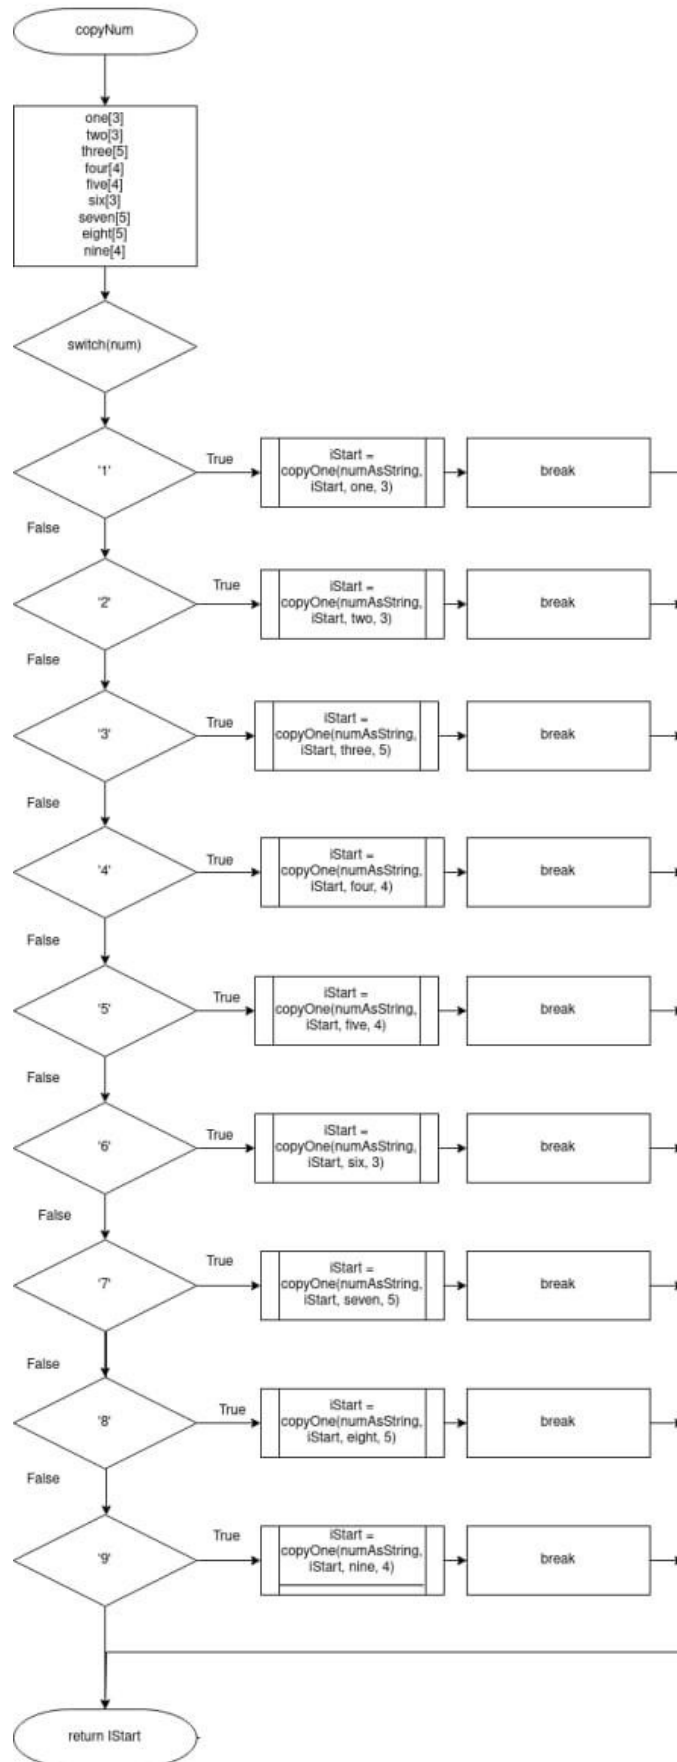 copyNum
one[3]
two[3]
three[5]
four[4]
five[4]
six[3]
seven[5]
eight[5]
nine[4]
switch(num)
'1'
True
iStart =
copyOne(numAsString,
iStart, one, 3)
break
False
'2'
True
iStart =
copyOne(numAsString,
iStart, two, 3)
break
False
'3'
True
iStart =
copyOne(numAsString,
iStart, three, 5)
break
False
'4'
True
iStart =
copyOne(numAsString,
iStart, four, 4)
break
False
'5'
True
iStart =
copyOne(numAsString,
iStart, five, 4)
break
False
'6'
True
iStart =
copyOne(numAsString,
iStart, six, 3)
break
False
'7'
True
iStart =
copyOne(numAsString,
iStart, seven, 5)
break
False
'8'
True
iStart =
copyOne(numAsString,
iStart, eight, 5)
break
False
'9'
True
iStart =
copyOne(numAsString,
iStart, nine, 4)
break
return IStart